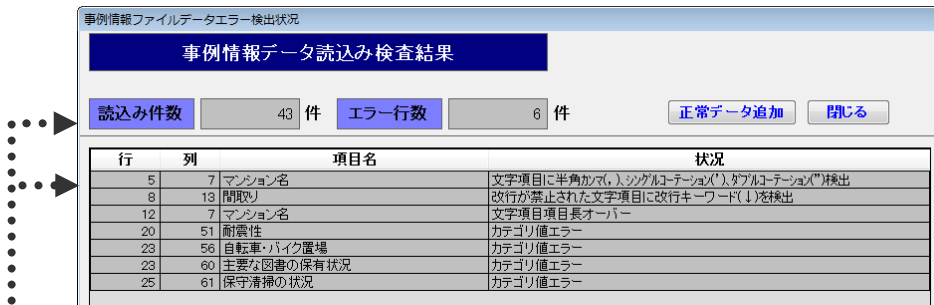 事例情報ファイルデータエラー検出状況
事例情報データ読込み検査結果
読込み件数 43 件 エラー行数 6 件 正常データ追加 閉じる
行 列 項目名 状況
5 7 マンション名 文字項目に半角カンマ(,)、シングルコーテーション(')、ダブルコーテーション(")検出
8 13 間取り 改行が禁止された文字項目に改行キーワード(↓)を検出
12 7 マンション名 文字項目項目長オーバー
20 51 耐震性 カテゴリ値エラー
23 56 自転車・バイク置場 カテゴリ値エラー
23 60 主要な図書の保有状況 カテゴリ値エラー
25 61 保守清掃の状況 カテゴリ値エラー